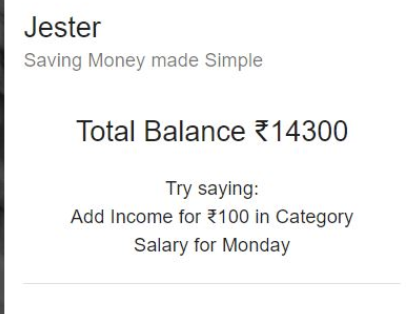 Jester
Saving Money made Simple
Total Balance ₹14300
Try saying:
Add Income for ₹100 in Category
Salary for Monday